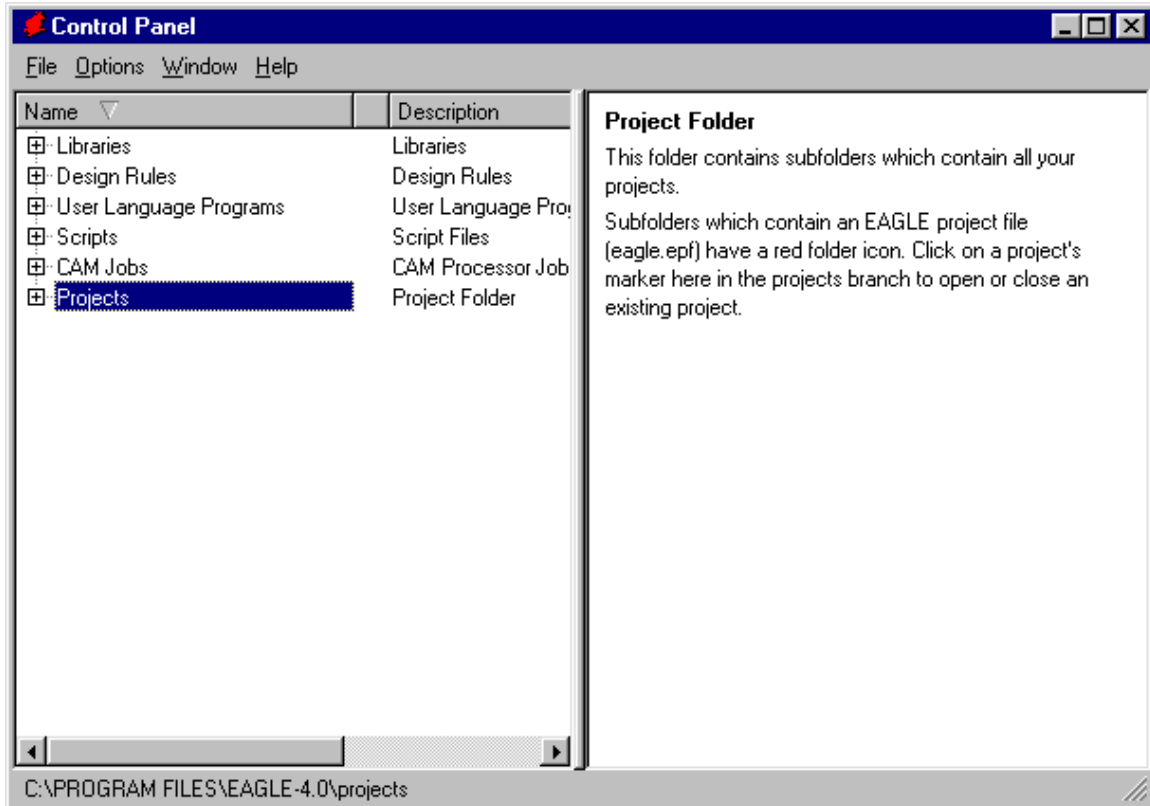 Control Panel
File Options Window Help
Name Description
Libraries Libraries
Design Rules Design Rules
User Language Programs User Language Pro
Scripts Script Files
CAM Jobs CAM Processor Job
Projects Project Folder
Project Folder
This folder contains subfolders which contain all your
projects.
Subfolders which contain an EAGLE project file
(eagle.epf) have a red folder icon. Click on a project's
marker here in the projects branch to open or close an
existing project.
C:\PROGRAM FILES\EAGLE-4.0\projects